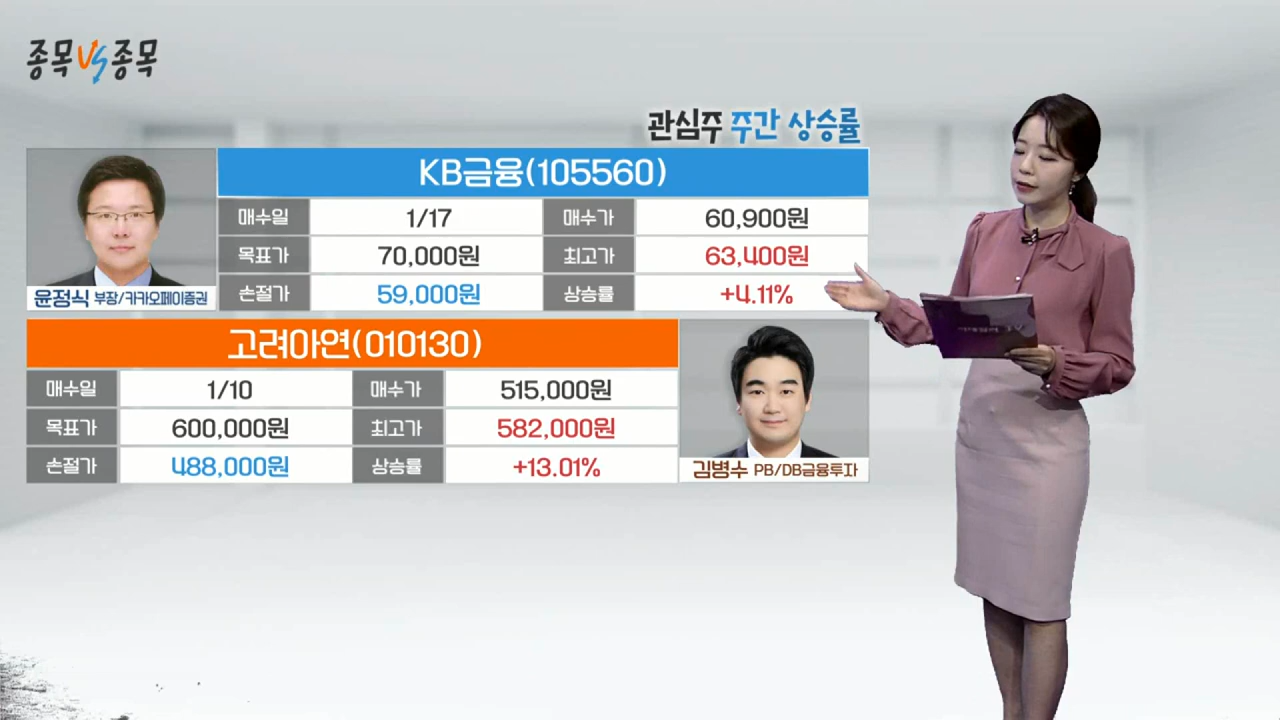 종목 VS 종목
관심주 주간 상승률
KB금융(105560)
매수일 1/17 매수가 60,900원
목표가 70,000원 최고가 63,400원
손절가 59,000원 상승률 +4.11%
윤정식 부장/카카오페이증권
고려아연(010130)
매수일 1/10 매수가 515,000원
목표가 600,000원 최고가 582,000원
손절가 488,000원 상승률 +13.01%
김병수 PB/DB금융투자